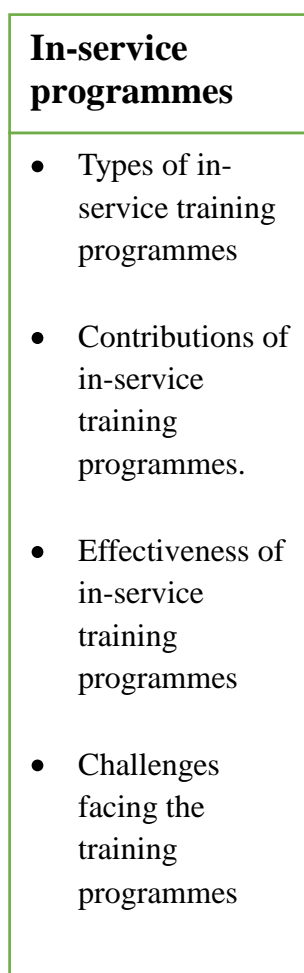 In-service
programmes
• Types of in-
service training
programmes
• Contributions of
in-service
training
programmes.
• Effectiveness of
in-service
training
programmes
• Challenges
facing the
training
programmes